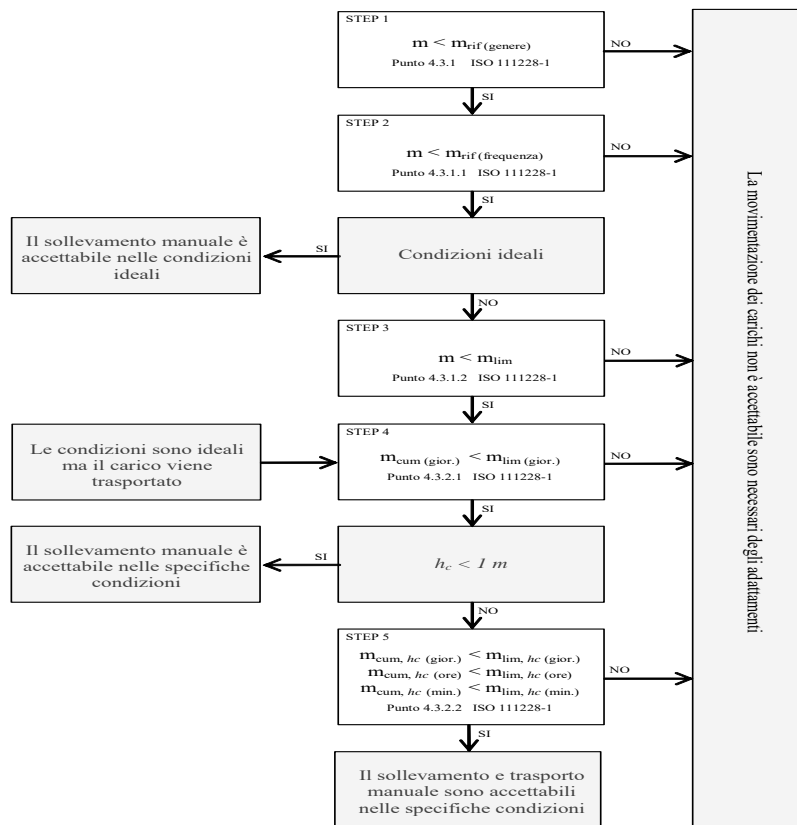 STEP 1
m < mrif (genere)
Punto 4.3.1 ISO 111228-1
NO
SI
STEP 2
m < mrif (frequenza)
Punto 4.3.1.1 ISO 111228-1
NO
SI
Il sollevamento manuale è
accettabile nelle condizioni
ideali
SI
Condizioni ideali
NO
STEP 3
m < mlim
Punto 4.3.1.2 ISO 111228-1
NO
SI
Le condizioni sono ideali
ma il carico viene
trasportato
STEP 4
mcum (gior.) < mlim (gior.)
Punto 4.3.2.1 ISO 111228-1
NO
SI
Il sollevamento manuale è
accettabile nelle specifiche
condizioni
SI
hc < 1 m
NO
STEP 5
mcum, hc (gior.) < mlim, hc (gior.)
mcum, hc (ore) < mlim, hc (ore)
mcum, hc (min.) < mlim, hc (min.)
Punto 4.3.2.2 ISO 111228-1
NO
SI
Il sollevamento e trasporto
manuale sono accettabili
nelle specifiche condizioni
La movimentazione dei carichi non è accettabile sono necessari degli adattamenti